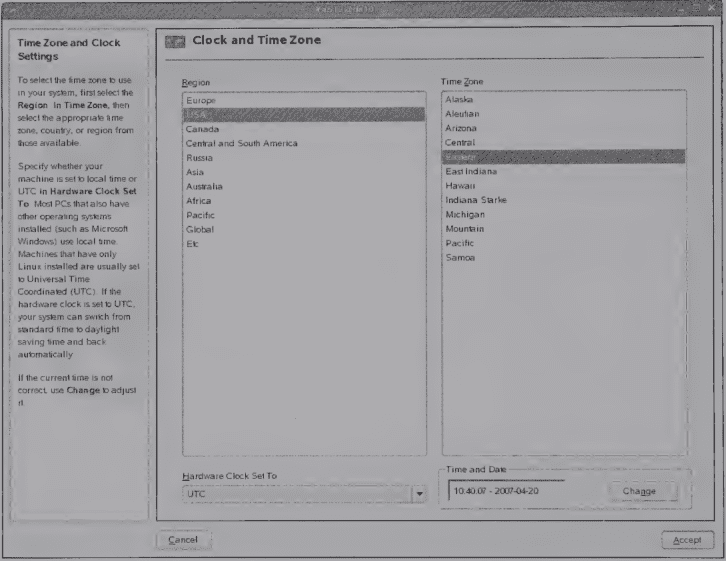 Time Zone and Clock
Settings
To select the time zone to use
in your system, first select the
Region in Time Zone, then
select the appropriate time
zone, country, or region from
those available.
Specify whether your
machine is set to local time or
UTC in Hardware Clock Set
To. Most PCs that also have
other operating systems
installed (such as Microsoft
Windows) use local time.
Machines that have only
Linux installed are usually set
to Universal Time
Coordinated (UTC). If the
hardware clock is set to UTC,
your system can switch from
standard time to daylight
saving time and back
automatically.
If the current time is not
correct, use Change to adjust
it.
Clock and Time Zone
Region
Europe
USA
Canada
Central and South America
Russia
Asia
Australia
Africa
Pacific
Global
Etc
Hardware Clock Set To
UTC
Time Zone
Alaska
Aleutian
Arizona
Central
Eastern
East Indiana
Hawaii
Indiana Starke
Michigan
Mountain
Pacific
Samoa
Time and Date
10:40:07 - 2007-04-20
Change
Cancel
Accept